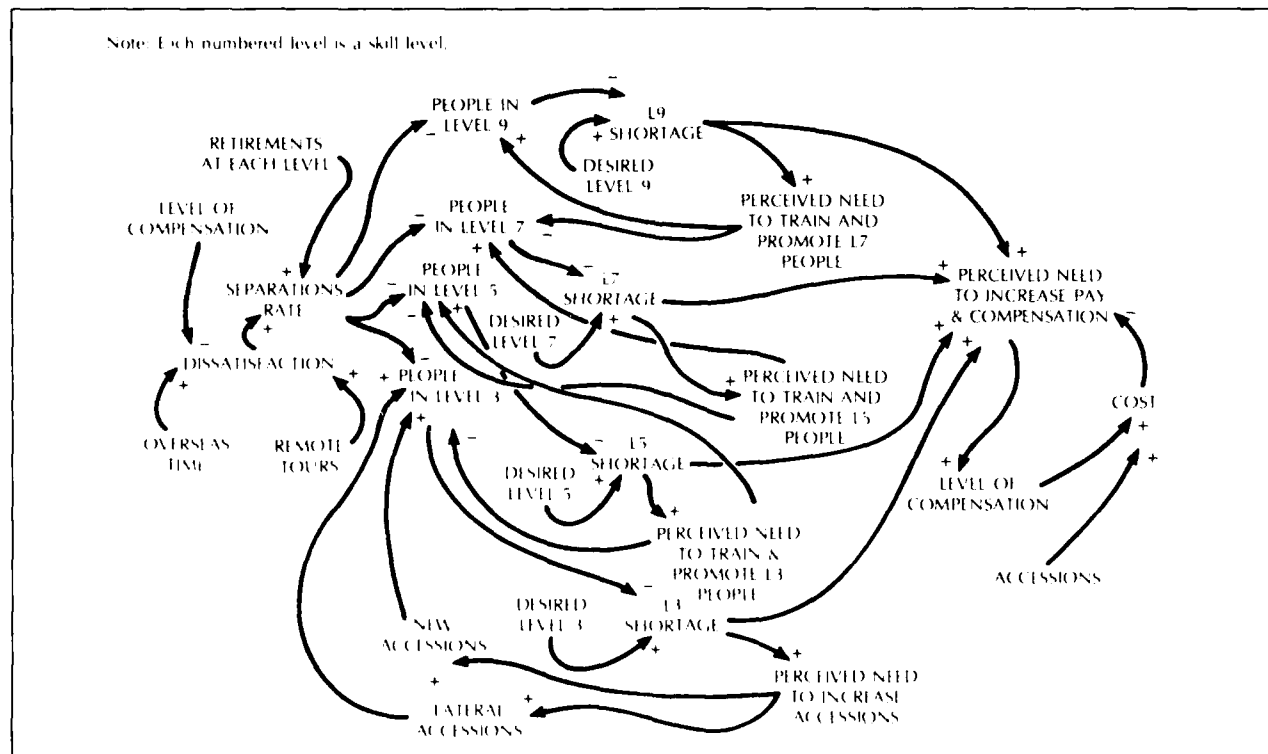 Note: Each numbered level is a skill level.
PEOPLE IN
LEVEL 9
L9
SHORTAGE
RETIREMENTS
AT EACH LEVEL
DESIRED
LEVEL 9
LEVEL OF
COMPENSATION
PEOPLE
IN LEVEL 7
PERCEIVED NEED
TO TRAIN AND
PROMOTE L7
PEOPLE
SEPARATIONS
RATE
PEOPLE
IN LEVEL 5
L7
SHORTAGE
PERCEIVED NEED
TO INCREASE PAY
& COMPENSATION
DESIRED
LEVEL 7
DISSATISFACTION
PEOPLE
IN LEVEL 3
PERCEIVED NEED
TO TRAIN AND
PROMOTE L5
PEOPLE
COST
OVERSEAS
TIME
REMOTE
TOURS
L5
SHORTAGE
DESIRED
LEVEL 5
LEVEL OF
COMPENSATION
PERCEIVED NEED
TO TRAIN &
PROMOTE L3
PEOPLE
ACCESSIONS
DESIRED
LEVEL 3
L3
SHORTAGE
NEW
ACCESSIONS
PERCEIVED NEED
TO INCREASE
ACCESSIONS
LATERAL
ACCESSIONS